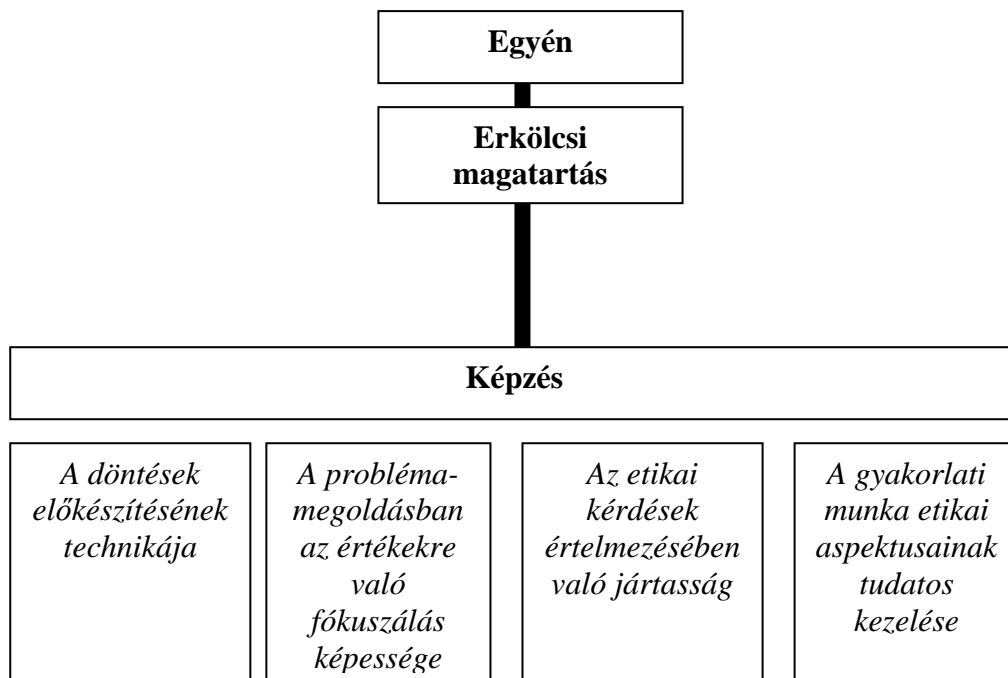 Egyén
Erkölcsi
magatartás
Képzés
A döntések
előkészítésének
technikája
A probléma-
megoldásban
az értékekre
való
fókuszálás
képessége
Az etikai
kérdések
értelmezésében
való jártasság
A gyakorlati
munka etikai
aspektusainak
tudatos
kezelése